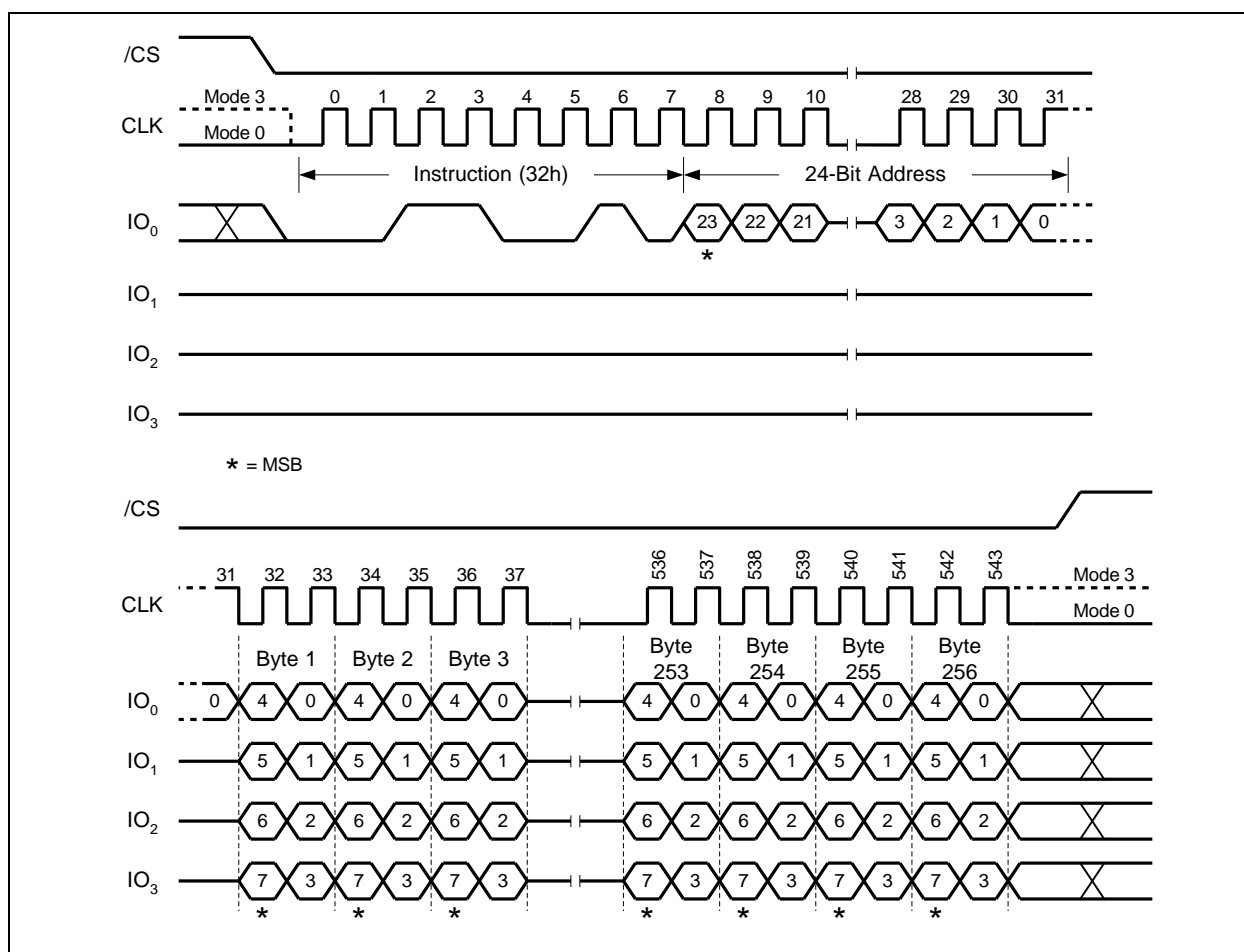 /CS
Mode 3 0 1 2 3 4 5 6 7 8 9 10 28 29 30 31
CLK Mode 0
Instruction (32h) 24-Bit Address
IO0 23 22 21 3 2 1 0
*
IO1
IO2
IO3
* = MSB
/CS
31 32 33 34 35 36 37 536 537 538 539 540 541 542 543 Mode 3
CLK Mode 0
Byte 1 Byte 2 Byte 3 Byte 253 Byte 254 Byte 255 Byte 256
IO0 0 4 0 4 0 4 0 4 0 4 0 4 0 4 0
IO1 5 1 5 1 5 1 5 1 5 1 5 1 5 1
IO2 6 2 6 2 6 2 6 2 6 2 6 2 6 2
IO3 7 3 7 3 7 3 7 3 7 3 7 3 7 3
* * * * * * *